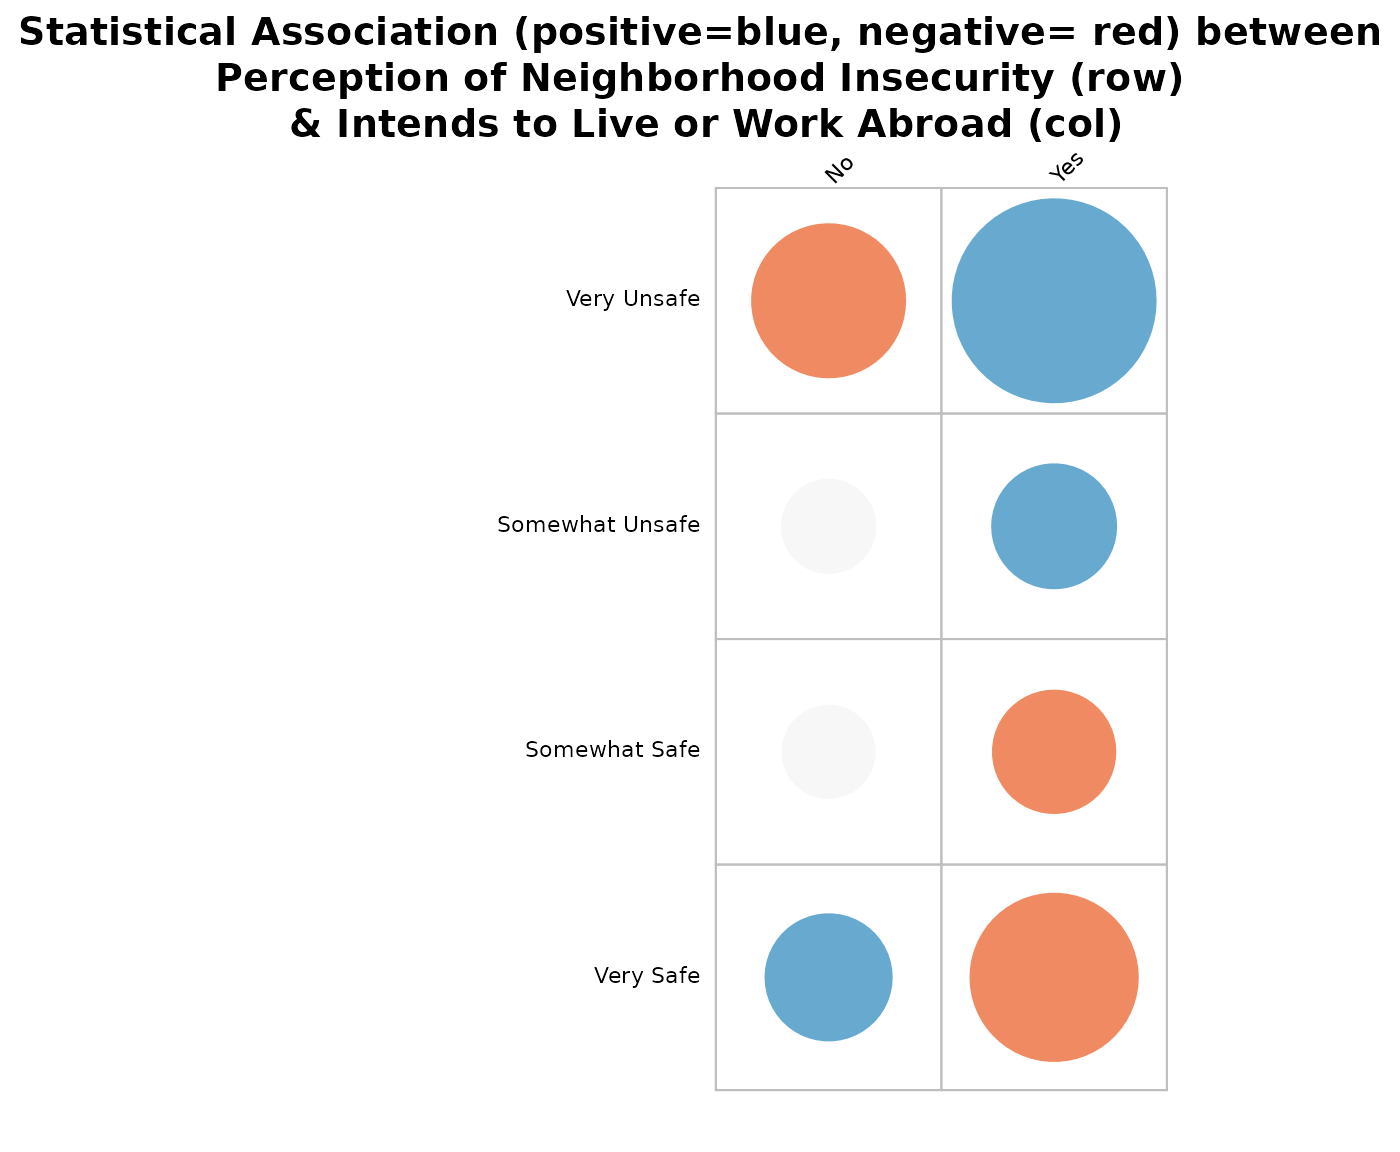 Statistical Association (positive=blue, negative= red) between
Perception of Neighborhood Insecurity (row)
& Intends to Live or Work Abroad (col)
No
Yes
Very Unsafe
Somewhat Unsafe
Somewhat Safe
Very Safe